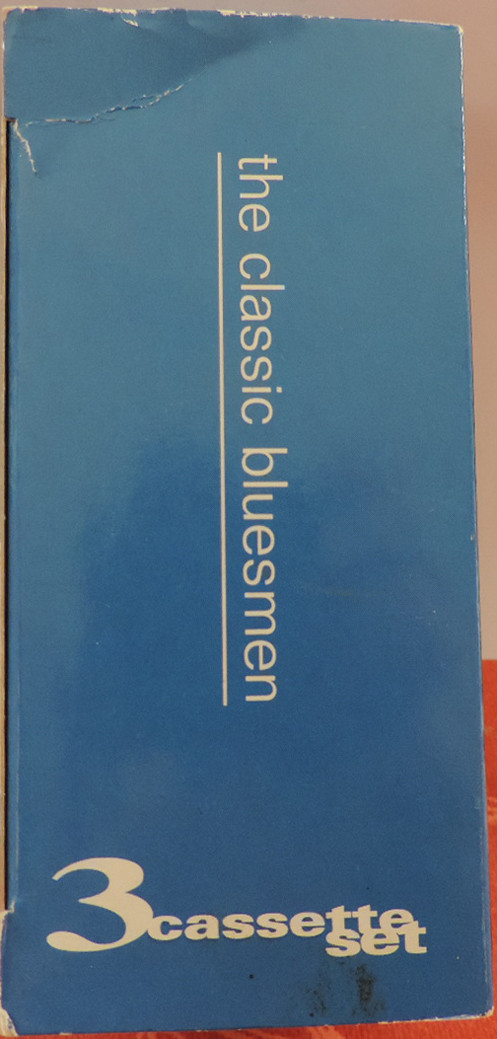 the classic bluesmen
3 cassette
set